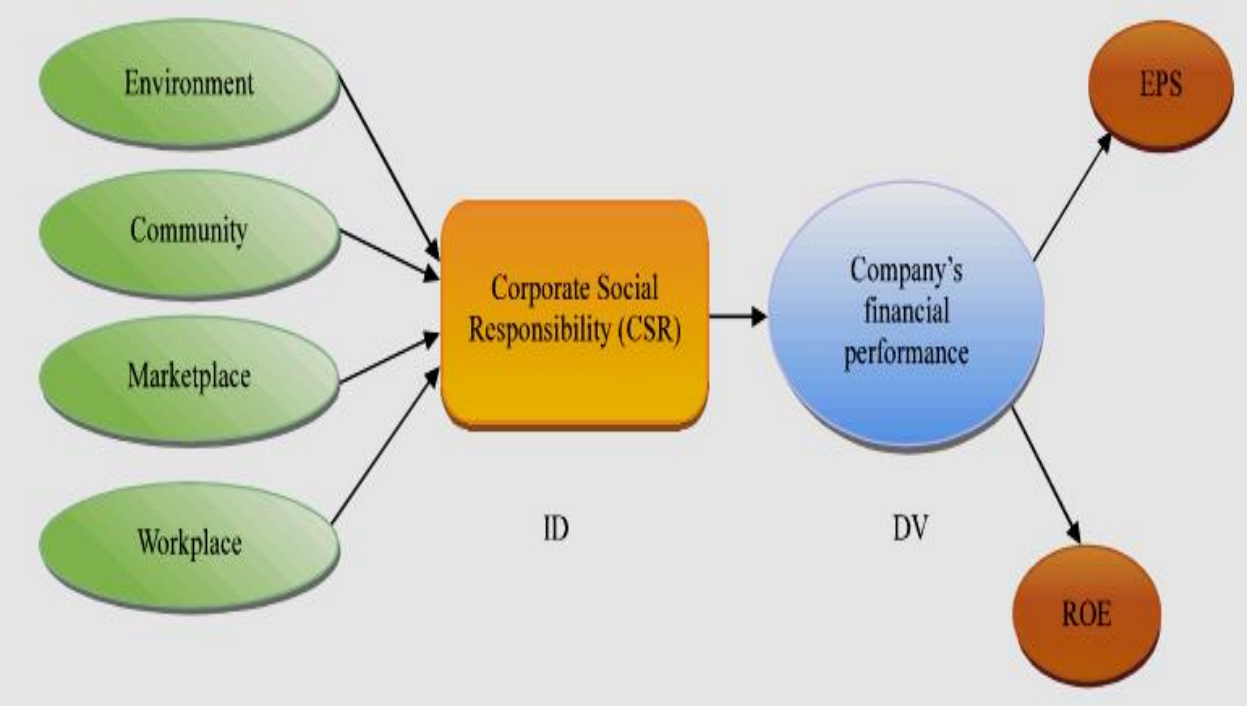 Environment
Community
Marketplace
Workplace
Corporate Social
Responsibility (CSR)
ID
Company’s
financial
performance
DV
EPS
ROE